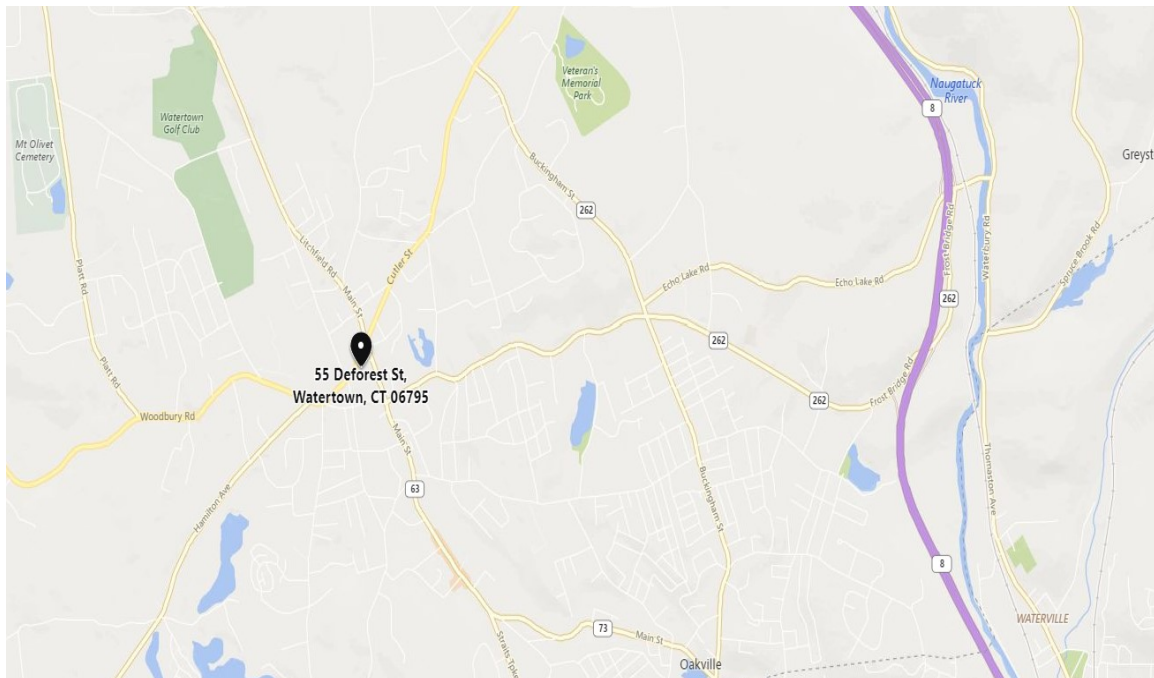 Veteran's
Memorial
Park
Naugatuck
River
8
Watertown
Golf Club
Mt Olivet
Cemetery
Greyst
Buckingham St
262
Litchfield Rd
Main St
Cutler St
Platt Rd
Echo Lake Rd
Echo Lake Rd
Frost Bridge Rd
Waterbury Rd
Spruce Brook Rd
262
262
55 Deforest St,
Watertown, CT 06795
Platt Rd
Woodbury Rd
Frost Bridge Rd
262
Main St
63
Hamilton Ave
Buckingham St
Thomaston Ave
8
WATERVILLE
73
Main St
Straits Tpke
Oakville